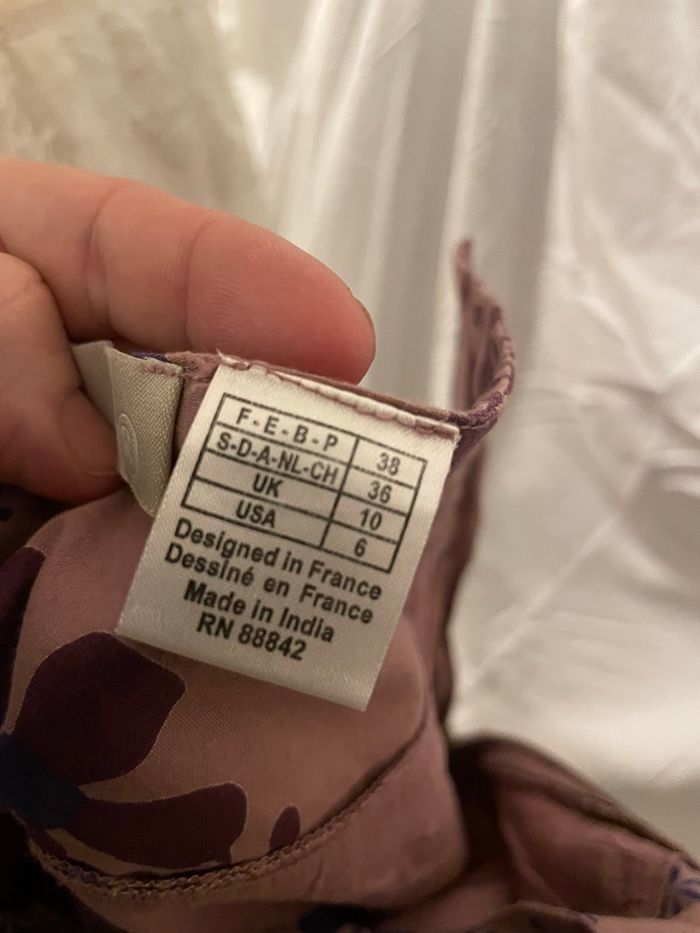 F-E-B-P 38
S-D-A-NL-CH 36
UK 10
USA 6
Designed in France
Dessiné en France
Made in India
RN 88842